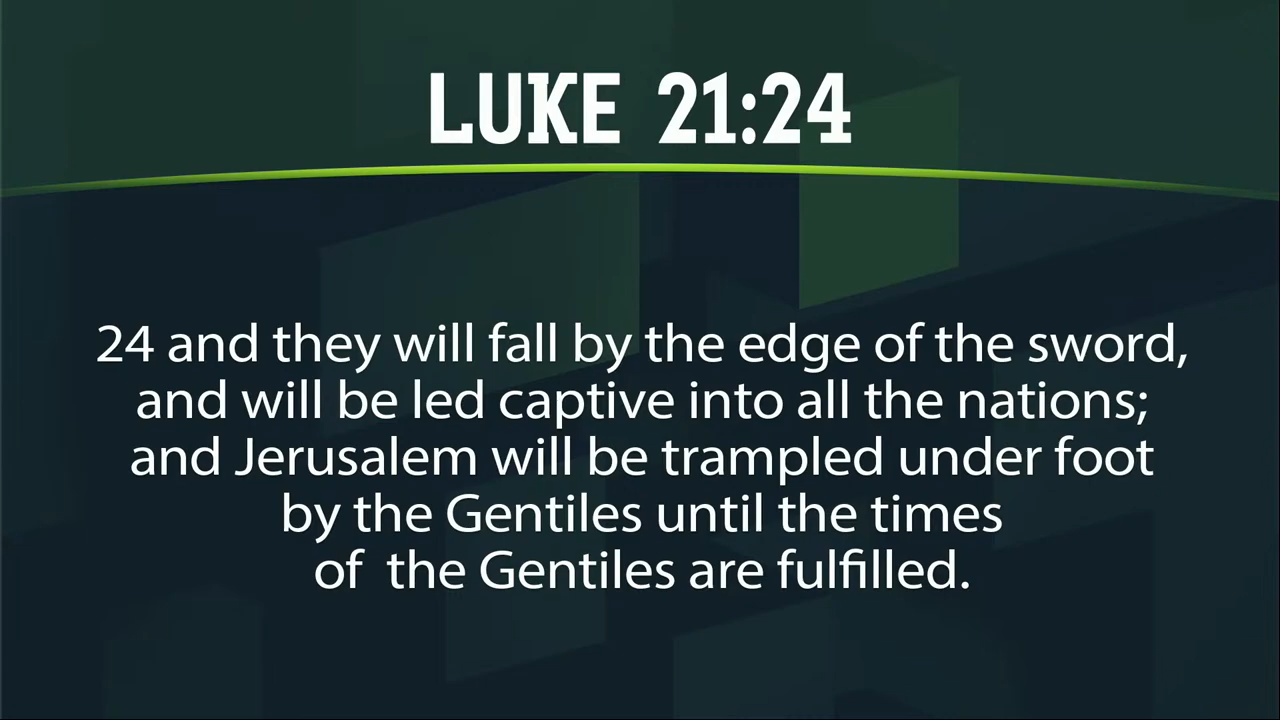 LUKE 21:24
24 and they will fall by the edge of the sword,
and will be led captive into all the nations;
and Jerusalem will be trampled under foot
by the Gentiles until the times
of the Gentiles are fulfilled.